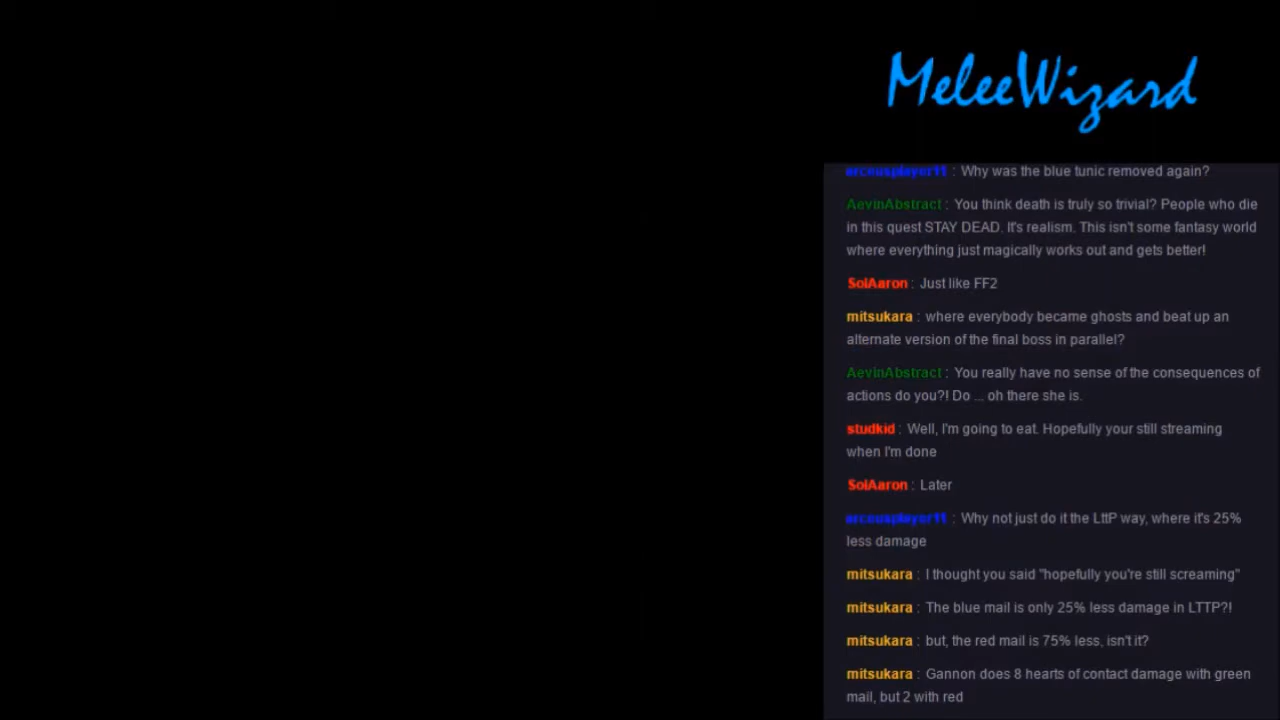 MeleeWizard
arceusplayer11 : Why was the blue tunic removed again?
AevinAbstract : You think death is truly so trivial? People who die
in this quest STAY DEAD. It's realism. This isn't some fantasy world
where everything just magically works out and gets better!
SolAaron : Just like FF2
mitsukara : where everybody became ghosts and beat up an
alternate version of the final boss in parallel?
AevinAbstract : You really have no sense of the consequences of
actions do you?! Do ... oh there she is.
studkid : Well, I'm going to eat. Hopefully your still streaming
when I'm done
SolAaron : Later
arceusplayer11 : Why not just do it the LttP way, where it's 25%
less damage
mitsukara : I thought you said "hopefully you're still screaming"
mitsukara : The blue mail is only 25% less damage in LTTP?!
mitsukara : but, the red mail is 75% less, isn't it?
mitsukara : Gannon does 8 hearts of contact damage with green
mail, but 2 with red